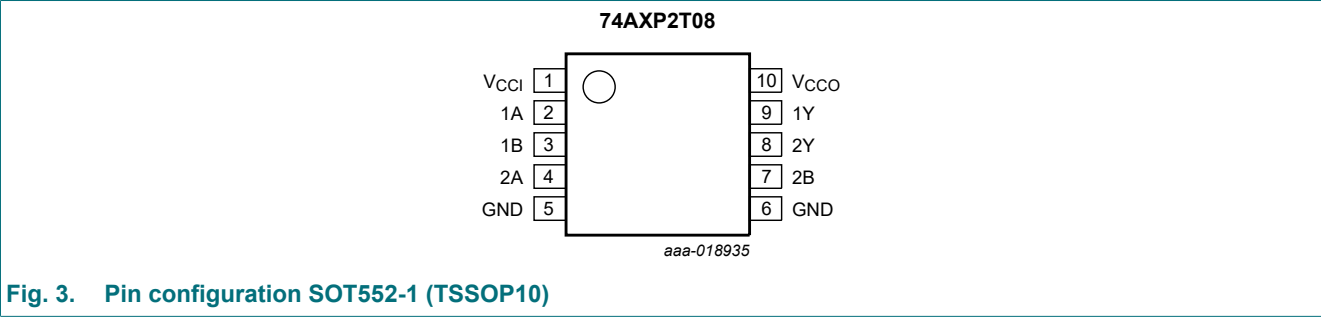 74AXP2T08
VCCI 1 10 VCCO
1A 2 9 1Y
1B 3 8 2Y
2A 4 7 2B
GND 5 6 GND
aaa-018935
Fig. 3. Pin configuration SOT552-1 (TSSOP10)